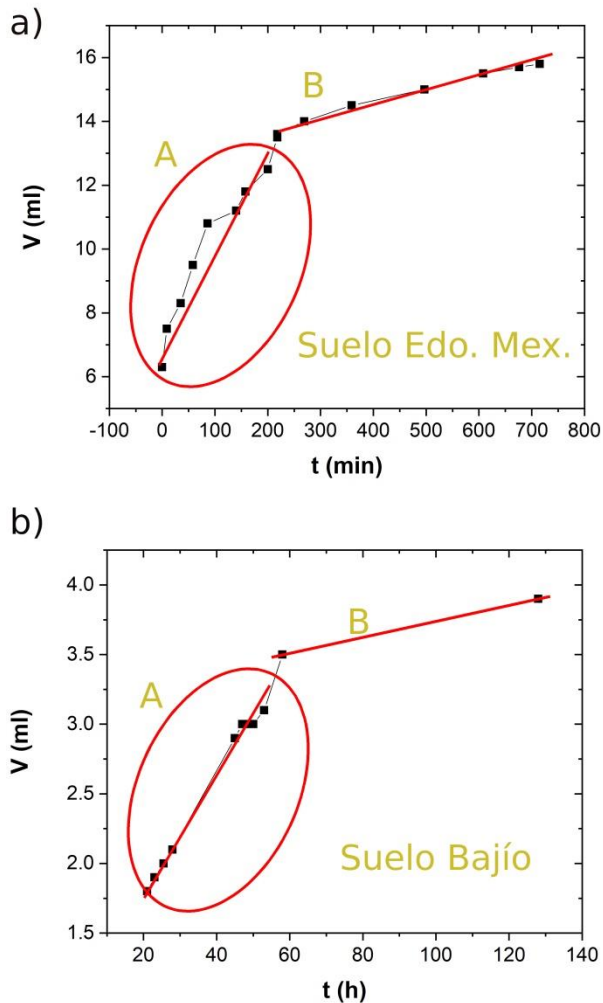 a)
16
14
12
10
8
6
V (ml)
A
B
Suelo Edo. Mex.
-100 0 100 200 300 400 500 600 700 800
t (min)
b)
4.0
3.5
3.0
2.5
2.0
1.5
V (ml)
A
B
Suelo Bajío
20 40 60 80 100 120 140
t (h)